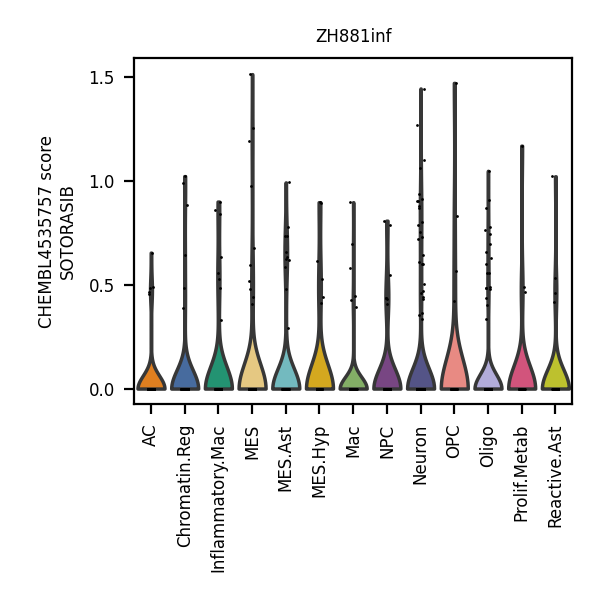 ZH881inf
CHEMBL4535757 score
SOTORASIB
1.5
1.0
0.5
0.0
AC
Chromatin.Reg
Inflammatory.Mac
MES
MES.Ast
MES.Hyp
Mac
NPC
Neuron
OPC
Oligo
Prolif.Metab
Reactive.Ast